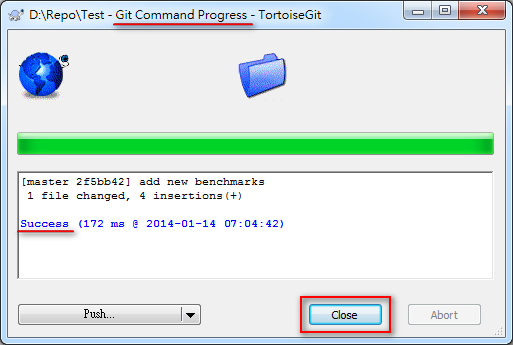 D:\Repo\Test - Git Command Progress - TortoiseGit
[master 2f5bb42] add new benchmarks
1 file changed, 4 insertions(+)
Success (172 ms @ 2014-01-14 07:04:42)
Push...
Close
Abort